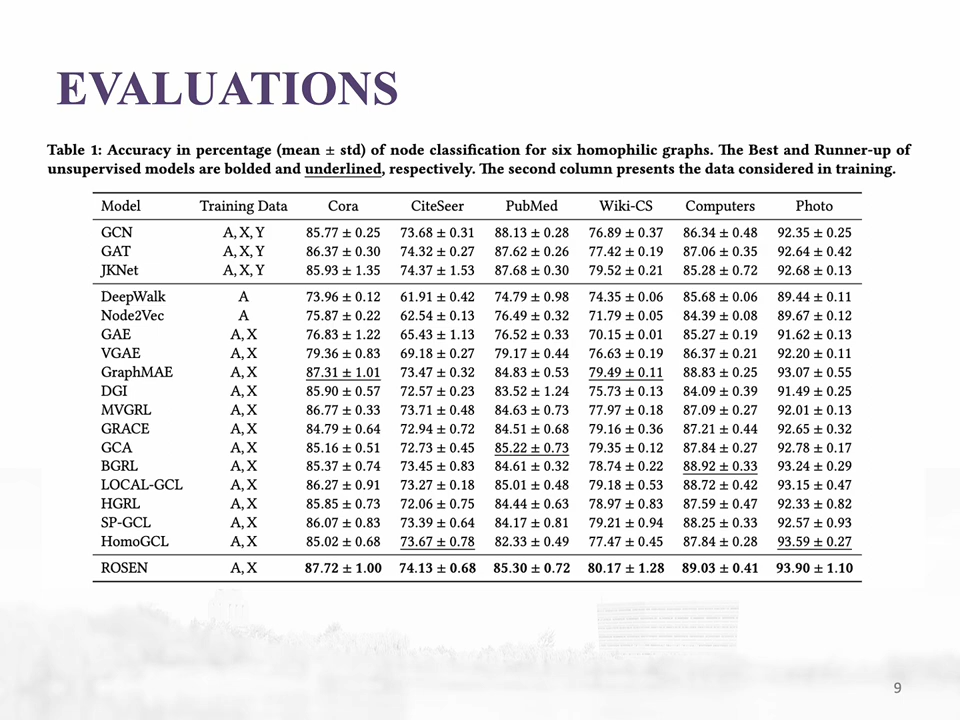 EVALUATIONS
Table 1: Accuracy in percentage (mean ± std) of node classification for six homophilic graphs. The Best and Runner-up of
unsupervised models are bolded and underlined, respectively. The second column presents the data considered in training.
Model Training Data Cora CiteSeer PubMed Wiki-CS Computers Photo
GCN A, X, Y 85.77 ± 0.25 73.68 ± 0.31 88.13 ± 0.28 76.89 ± 0.37 86.34 ± 0.48 92.35 ± 0.25
GAT A, X, Y 86.37 ± 0.30 74.32 ± 0.27 87.62 ± 0.26 77.42 ± 0.19 87.06 ± 0.35 92.64 ± 0.42
JKNet A, X, Y 85.93 ± 1.35 74.37 ± 1.53 87.68 ± 0.30 79.52 ± 0.21 85.28 ± 0.72 92.68 ± 0.13
DeepWalk A 73.96 ± 0.12 61.91 ± 0.42 74.79 ± 0.98 74.35 ± 0.06 85.68 ± 0.06 89.44 ± 0.11
Node2Vec A 75.87 ± 0.22 62.54 ± 0.13 76.49 ± 0.32 71.79 ± 0.05 84.39 ± 0.08 89.67 ± 0.12
GAE A, X 76.83 ± 1.22 65.43 ± 1.13 76.52 ± 0.33 70.15 ± 0.01 85.27 ± 0.19 91.62 ± 0.13
VGAE A, X 79.36 ± 0.83 69.18 ± 0.27 79.17 ± 0.44 76.63 ± 0.19 86.37 ± 0.21 92.20 ± 0.11
GraphMAE A, X 87.31 ± 1.01 73.47 ± 0.32 84.83 ± 0.53 79.49 ± 0.11 88.83 ± 0.25 93.07 ± 0.55
DGI A, X 85.90 ± 0.57 72.57 ± 0.23 83.52 ± 1.24 75.73 ± 0.13 84.09 ± 0.39 91.49 ± 0.25
MVGRL A, X 86.77 ± 0.33 73.71 ± 0.48 84.63 ± 0.73 77.97 ± 0.18 87.09 ± 0.27 92.01 ± 0.13
GRACE A, X 84.79 ± 0.64 72.94 ± 0.72 84.51 ± 0.68 79.16 ± 0.36 87.21 ± 0.44 92.65 ± 0.32
GCA A, X 85.16 ± 0.51 72.73 ± 0.45 85.22 ± 0.73 79.35 ± 0.12 87.84 ± 0.27 92.78 ± 0.17
BGRL A, X 85.37 ± 0.74 73.45 ± 0.83 84.61 ± 0.32 78.74 ± 0.22 88.92 ± 0.33 93.24 ± 0.29
LOCAL-GCL A, X 86.27 ± 0.91 73.27 ± 0.18 85.01 ± 0.48 79.18 ± 0.53 88.72 ± 0.42 93.15 ± 0.47
HGRL A, X 85.85 ± 0.73 72.06 ± 0.75 84.44 ± 0.63 78.97 ± 0.83 87.59 ± 0.47 92.33 ± 0.82
SP-GCL A, X 86.07 ± 0.83 73.39 ± 0.64 84.17 ± 0.81 79.21 ± 0.94 88.25 ± 0.33 92.57 ± 0.93
HomoGCL A, X 85.02 ± 0.68 73.67 ± 0.78 82.33 ± 0.49 77.47 ± 0.45 87.84 ± 0.28 93.59 ± 0.27
ROSEN A, X 87.72 ± 1.00 74.13 ± 0.68 85.30 ± 0.72 80.17 ± 1.28 89.03 ± 0.41 93.90 ± 1.10
9